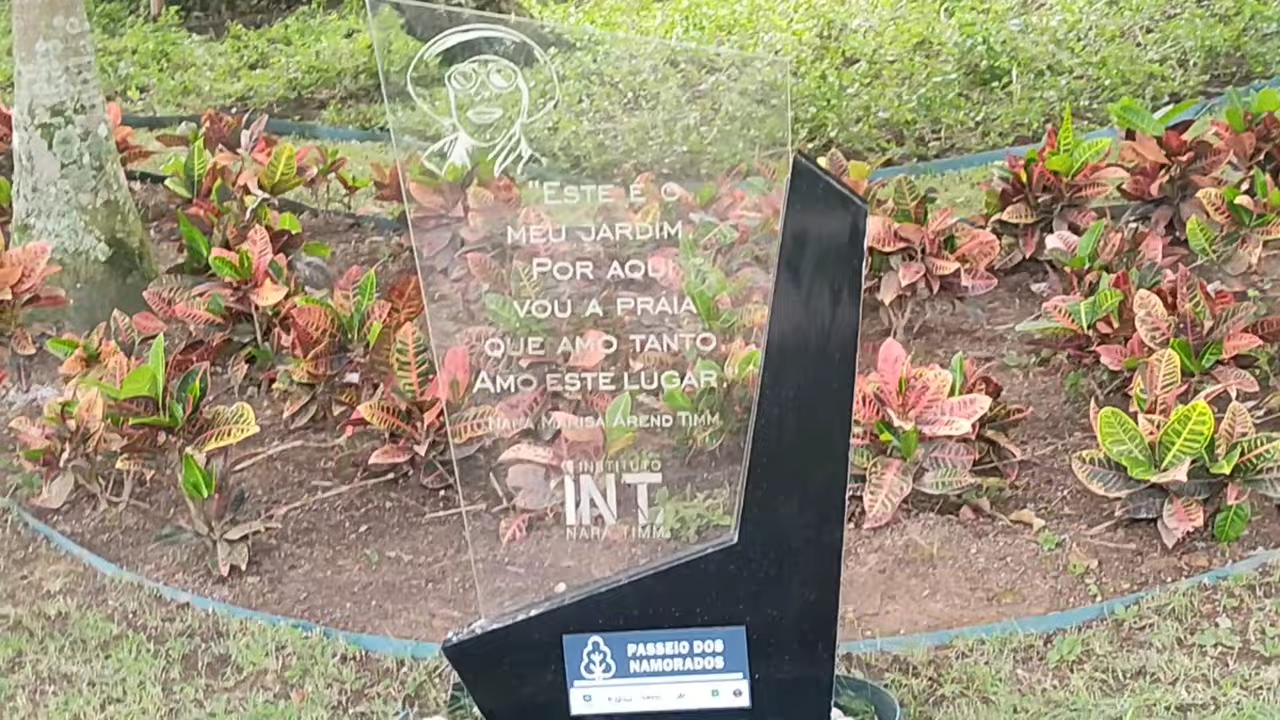 "ESTE É O
MEU JARDIM.
POR AQUI
VOU A PRAIA
QUE AMO TANTO.
AMO ESTE LUGAR.
NARA MARISA AREND TIMM
INSTITUTO
INT.
NARA TIMM
PASSEIO DOS
NAMORADOS